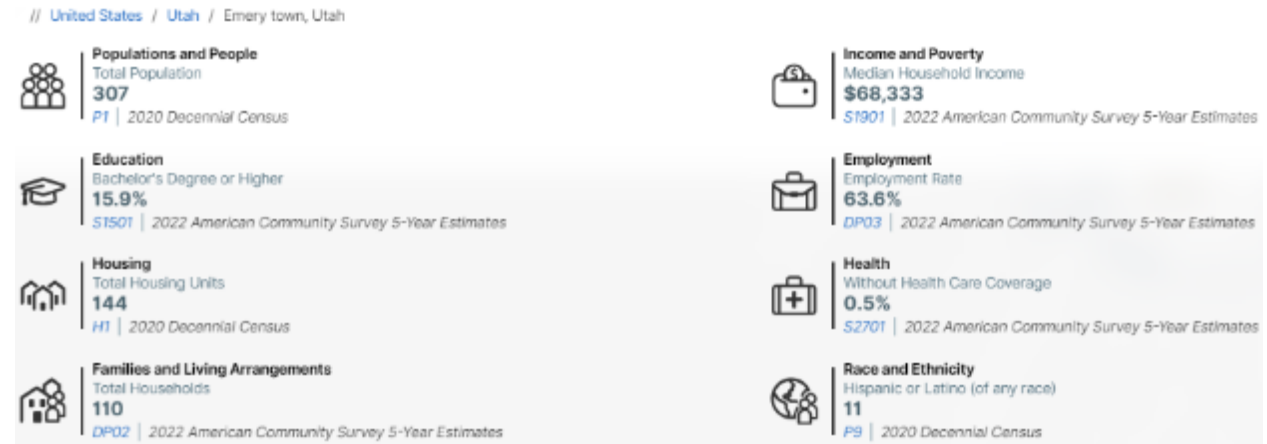 // United States / Utah / Emery town, Utah
Populations and People
Total Population
307
P1 | 2020 Decennial Census
Income and Poverty
Median Household Income
$68,333
S1901 | 2022 American Community Survey 5-Year Estimates
Education
Bachelor's Degree or Higher
15.9%
S1501 | 2022 American Community Survey 5-Year Estimates
Employment
Employment Rate
63.6%
DP03 | 2022 American Community Survey 5-Year Estimates
Housing
Total Housing Units
144
H1 | 2020 Decennial Census
Health
Without Health Care Coverage
0.5%
S2701 | 2022 American Community Survey 5-Year Estimates
Families and Living Arrangements
Total Households
110
DP02 | 2022 American Community Survey 5-Year Estimates
Race and Ethnicity
Hispanic or Latino (of any race)
11
P9 | 2020 Decennial Census